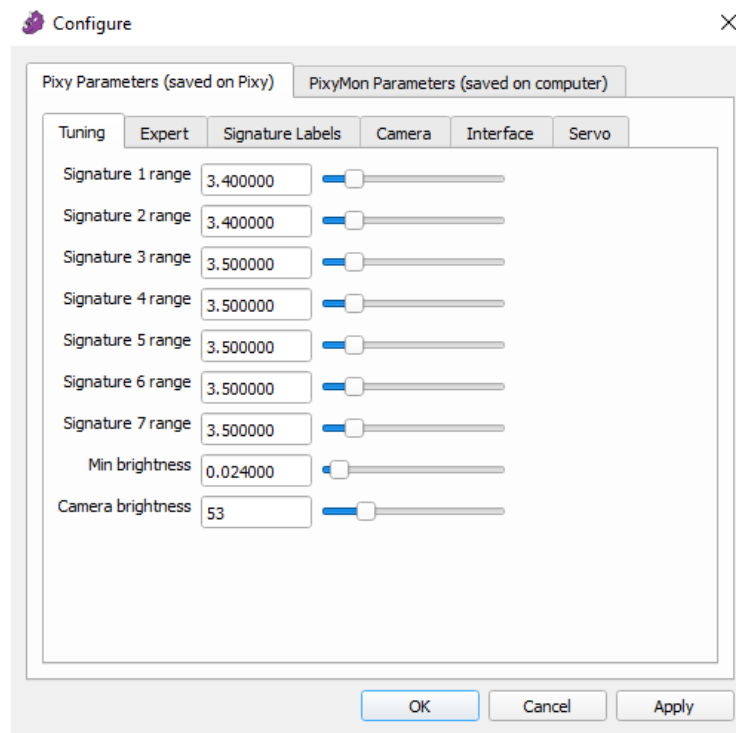 Configure
Pixy Parameters (saved on Pixy) PixyMon Parameters (saved on computer)
Tuning Expert Signature Labels Camera Interface Servo
Signature 1 range 3.400000
Signature 2 range 3.400000
Signature 3 range 3.500000
Signature 4 range 3.500000
Signature 5 range 3.500000
Signature 6 range 3.500000
Signature 7 range 3.500000
Min brightness 0.024000
Camera brightness 53
OK Cancel Apply